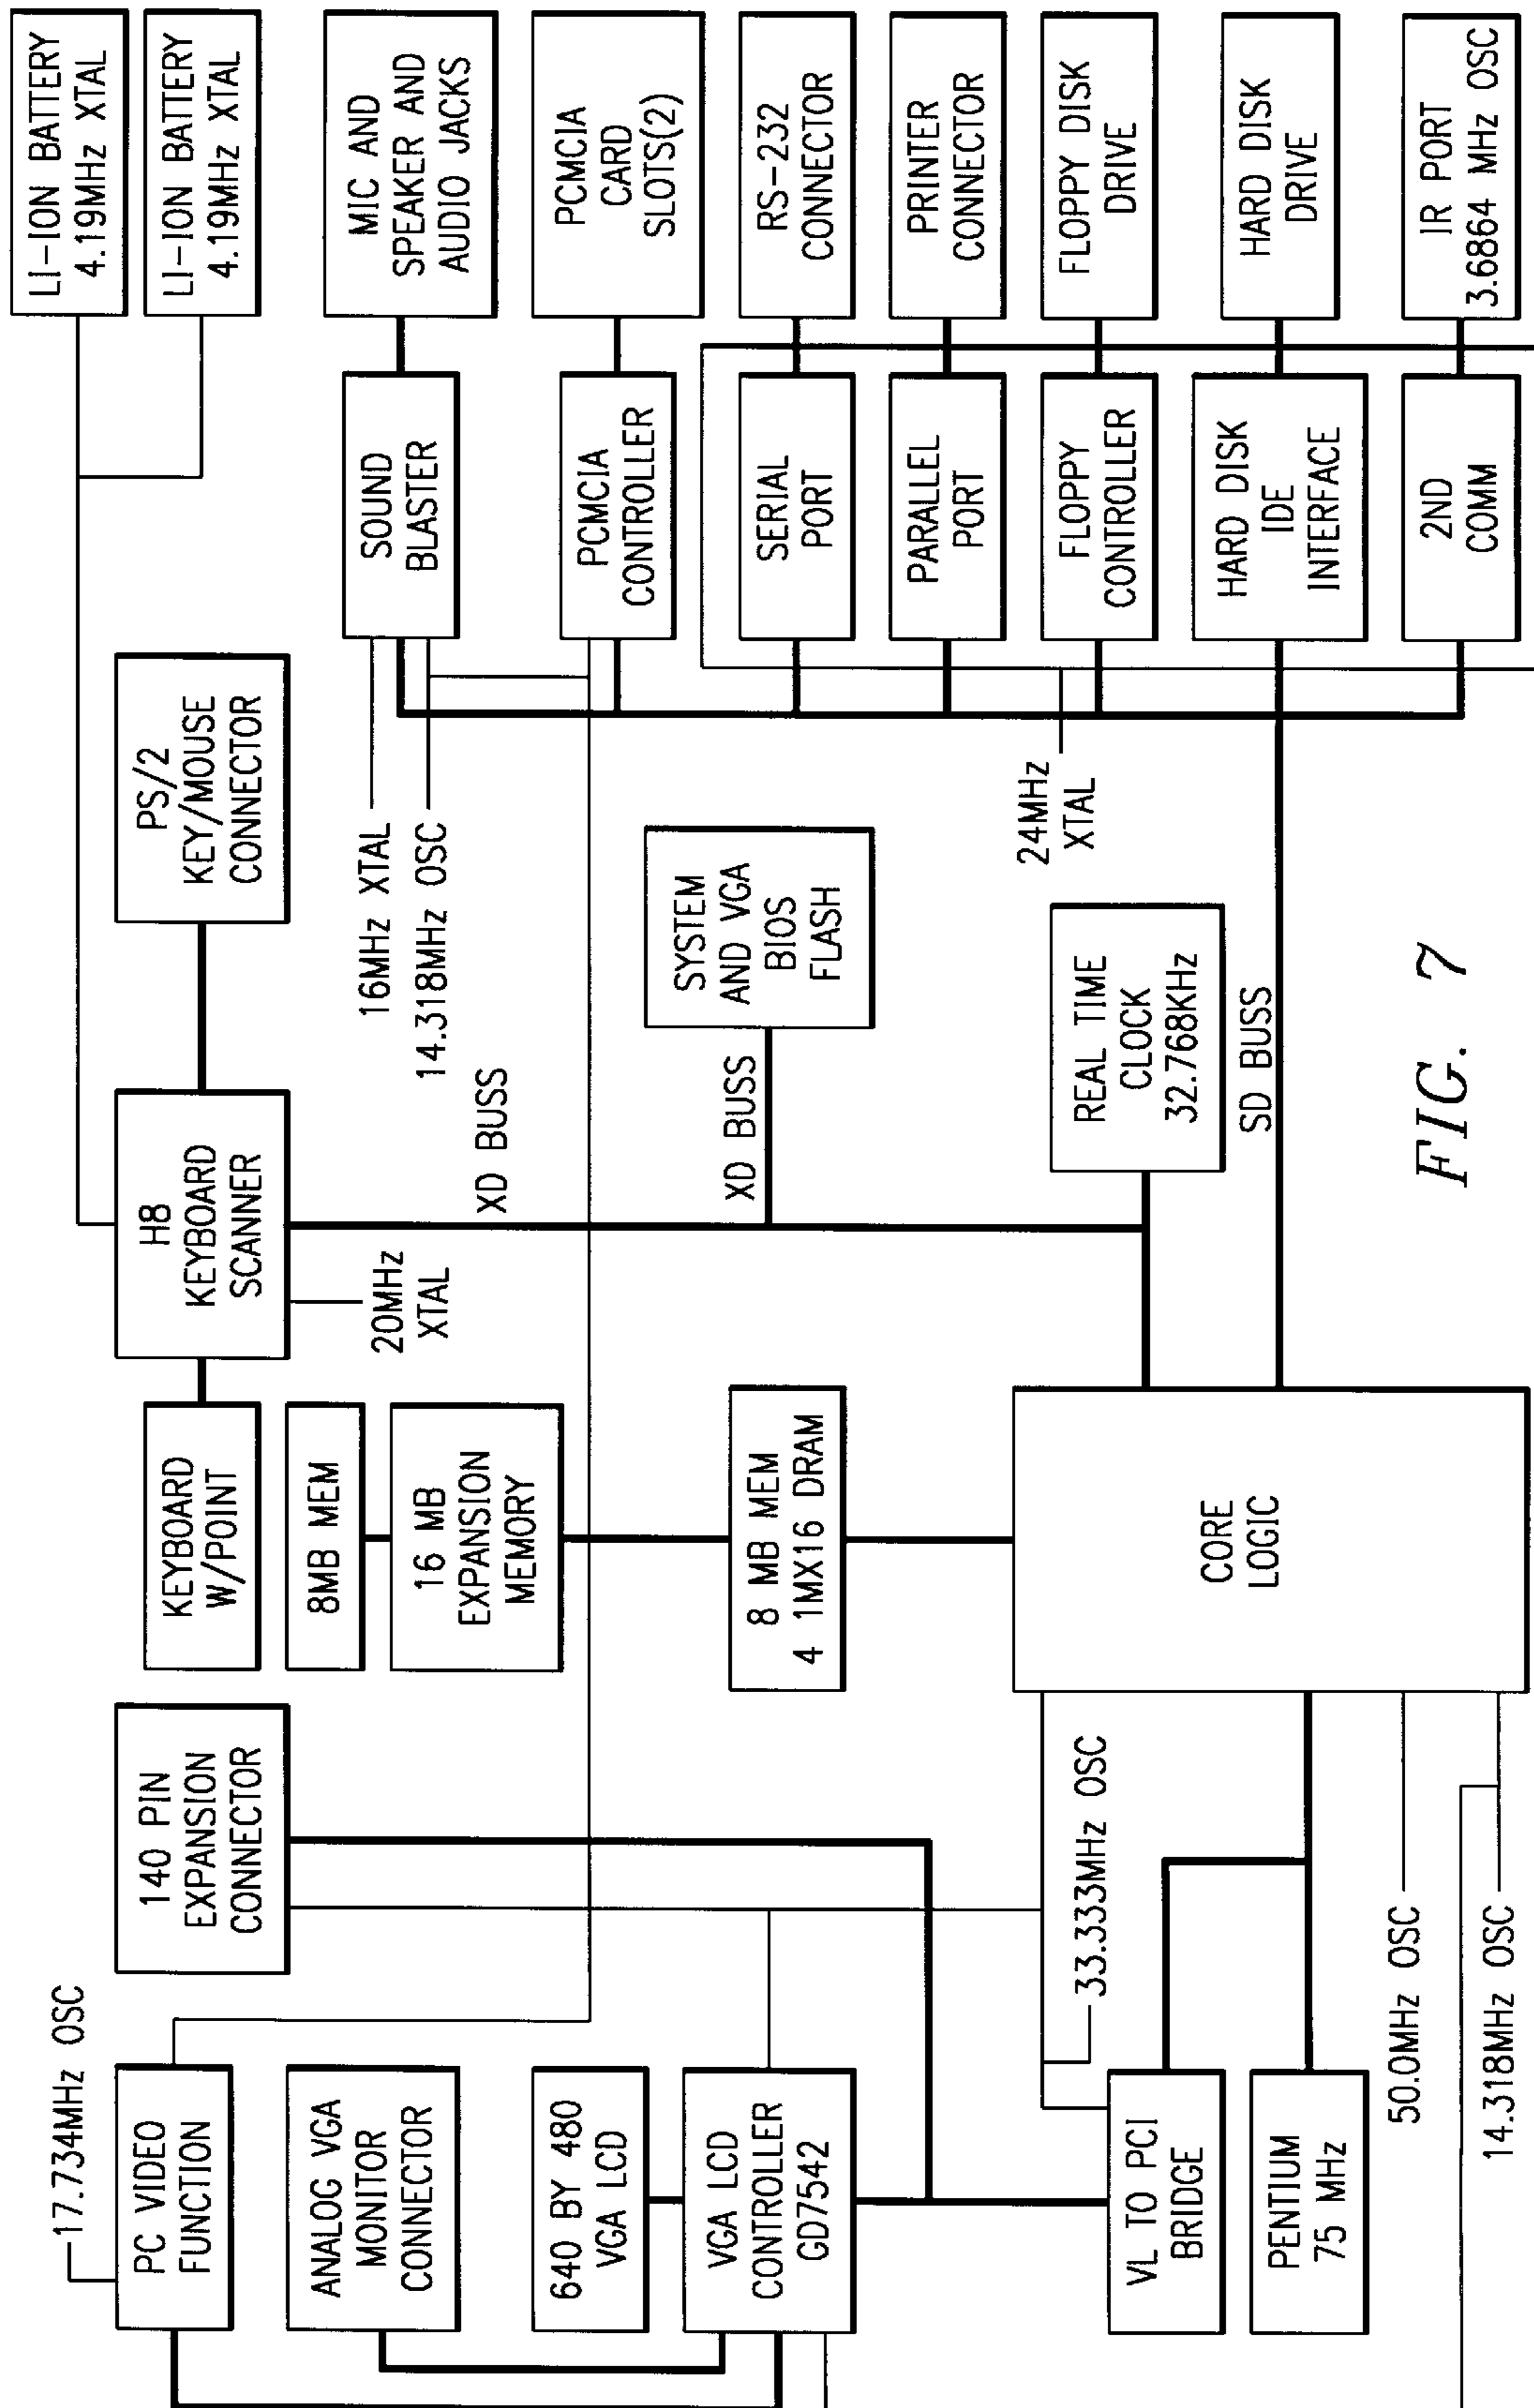 17.734MHz OSC
PC VIDEO
FUNCTION
ANALOG VGA
MONITOR
CONNECTOR
640 BY 480
VGA LCD
VGA LCD
CONTROLLER
GD7542
VL TO PCI
BRIDGE
PENTIUM
75 MHz
50.0MHz OSC
14.318MHz OSC
33.333MHz OSC
140 PIN
EXPANSION
CONNECTOR
KEYBOARD
W/POINT
8MB MEM
16 MB
EXPANSION
MEMORY
8 MB MEM
4 1MX16 DRAM
CORE
LOGIC
H8
KEYBOARD
SCANNER
20MHz
XTAL
XD BUSS
XD BUSS
PS/2
KEY/MOUSE
CONNECTOR
16MHz XTAL
14.318MHz OSC
SYSTEM
AND VGA
BIOS
FLASH
REAL TIME
CLOCK
32.768KHz
SD BUSS
24MHz
XTAL
SOUND
BLASTER
PCMCIA
CONTROLLER
SERIAL
PORT
PARALLEL
PORT
FLOPPY
CONTROLLER
HARD DISK
IDE
INTERFACE
2ND
COMM
LI-ION BATTERY
4.19MHz XTAL
LI-ION BATTERY
4.19MHz XTAL
MIC AND
SPEAKER AND
AUDIO JACKS
PCMCIA
CARD
SLOTS(2)
RS-232
CONNECTOR
PRINTER
CONNECTOR
FLOPPY DISK
DRIVE
HARD DISK
DRIVE
IR PORT
3.6864 MHz OSC
FIG. 7